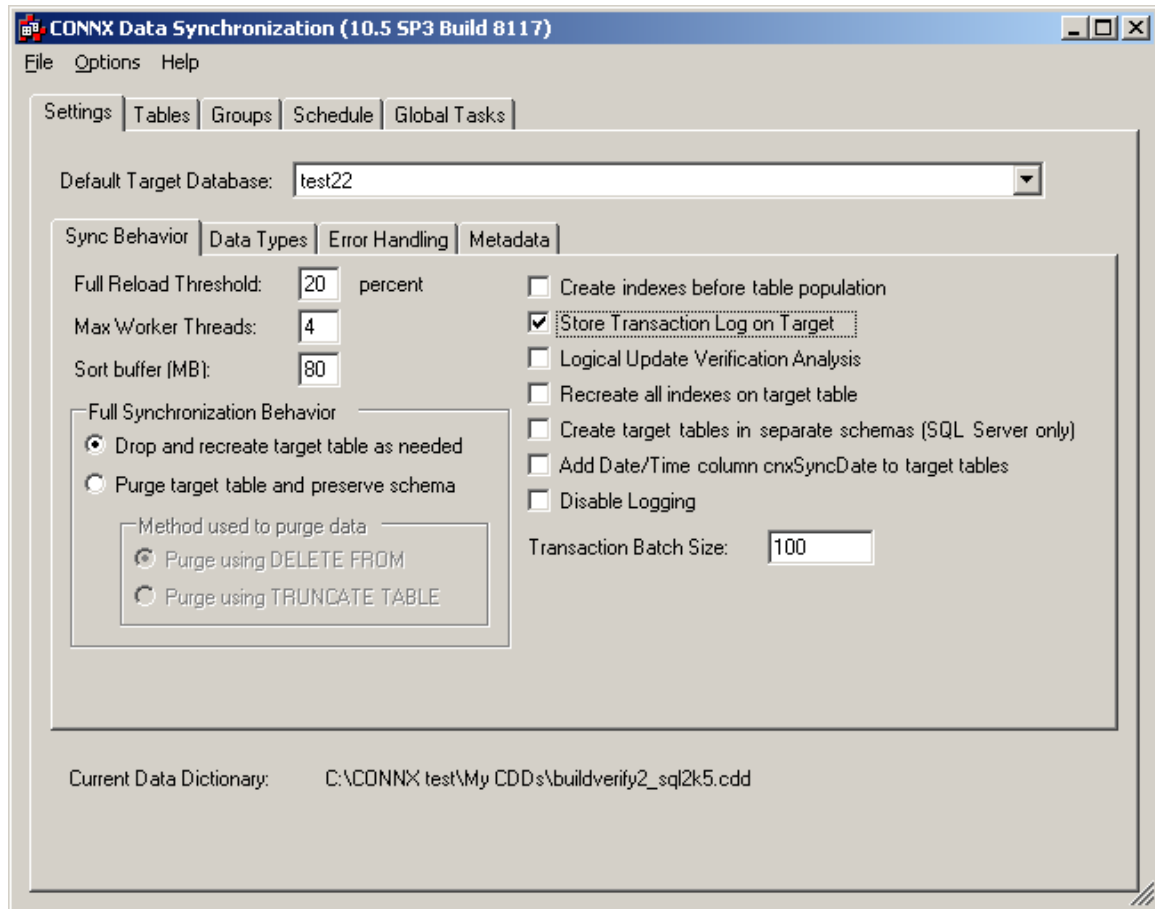 CONNX Data Synchronization (10.5 SP3 Build 8117)
File Options Help
Settings Tables Groups Schedule Global Tasks
Default Target Database: test22
Sync Behavior Data Types Error Handling Metadata
Full Reload Threshold: 20 percent
Max Worker Threads: 4
Sort buffer (MB): 80
Full Synchronization Behavior
Drop and recreate target table as needed
Purge target table and preserve schema
Method used to purge data
Purge using DELETE FROM
Purge using TRUNCATE TABLE
Create indexes before table population
Store Transaction Log on Target
Logical Update Verification Analysis
Recreate all indexes on target table
Create target tables in separate schemas (SQL Server only)
Add Date/Time column cnxSyncDate to target tables
Disable Logging
Transaction Batch Size: 100
Current Data Dictionary: C:\CONNX test\My CDDs\buildverify2_sql2k5.cdd